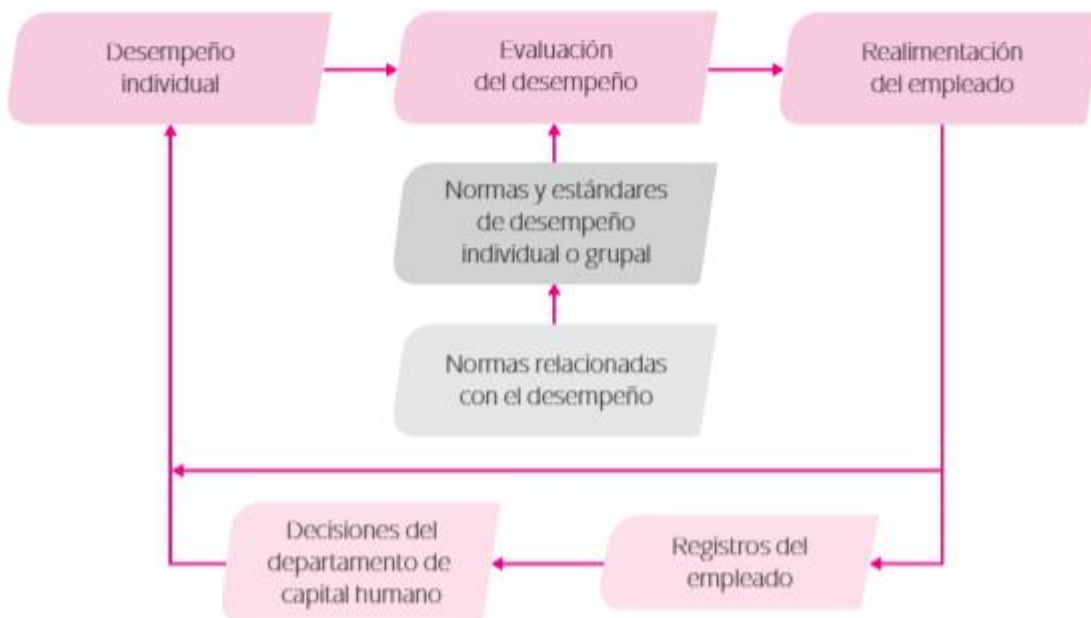 Desempeño
individual
Evaluación
del desempeño
Realimentación
del empleado
Normas y estándares
de desempeño
individual o grupal
Normas relacionadas
con el desempeño
Decisiones del
departamento de
capital humano
Registros del
empleado